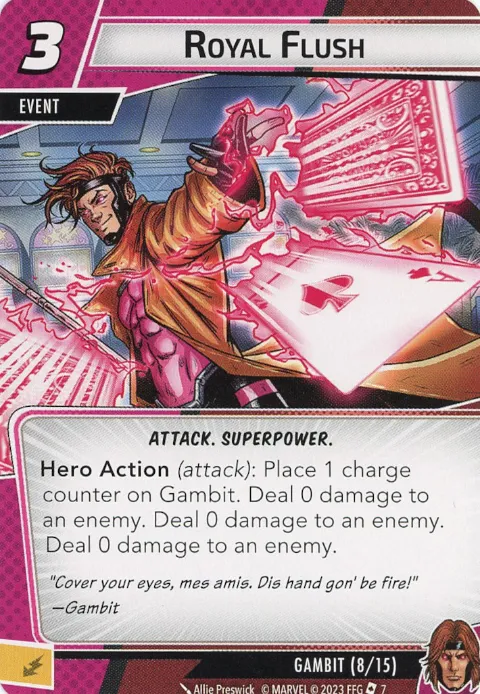 3
ROYAL FLUSH
EVENT
A
ATTACK. SUPERPOWER.
Hero Action (attack): Place 1 charge
counter on Gambit. Deal 0 damage to
an enemy. Deal 0 damage to an enemy.
Deal 0 damage to an enemy.
"Cover your eyes, mes amis. Dis hand gon' be fire!"
—Gambit
GAMBIT (8/15)
Allie Preswick © MARVEL © 2023 FFG 7